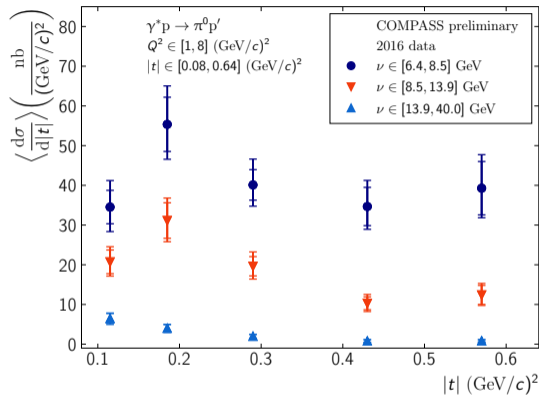 ⟨dσ/d|t|⟩ (nb/(GeV/c)²)
80
70
60
50
40
30
20
10
0
γ*p → π⁰p′
Q² ∈ [1, 8] (GeV/c)²
|t| ∈ [0.08, 0.64] (GeV/c)²
COMPASS preliminary
2016 data
ν ∈ [6.4, 8.5] GeV
ν ∈ [8.5, 13.9] GeV
ν ∈ [13.9, 40.0] GeV
0.1 0.2 0.3 0.4 0.5 0.6
|t| (GeV/c)²